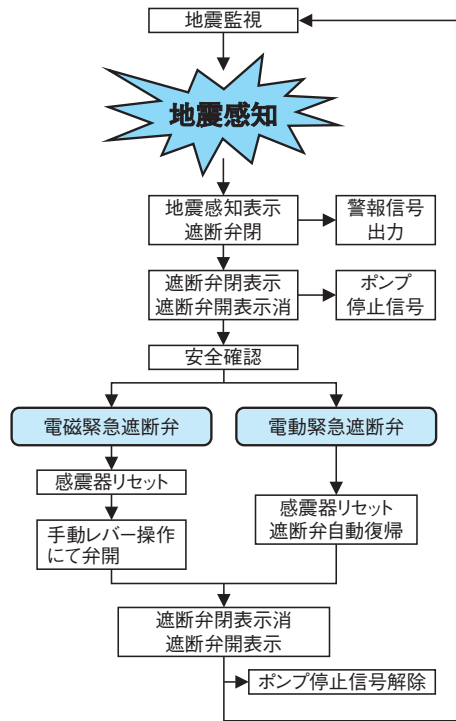 地震監視
地震感知
地震感知表示
遮断弁閉
警報信号
出力
遮断弁閉表示
遮断弁開表示消
ポンプ
停止信号
安全確認
電磁緊急遮断弁
電動緊急遮断弁
感震器リセット
手動レバー操作
にて弁開
感震器リセット
遮断弁自動復帰
遮断弁閉表示消
遮断弁開表示
ポンプ停止信号解除